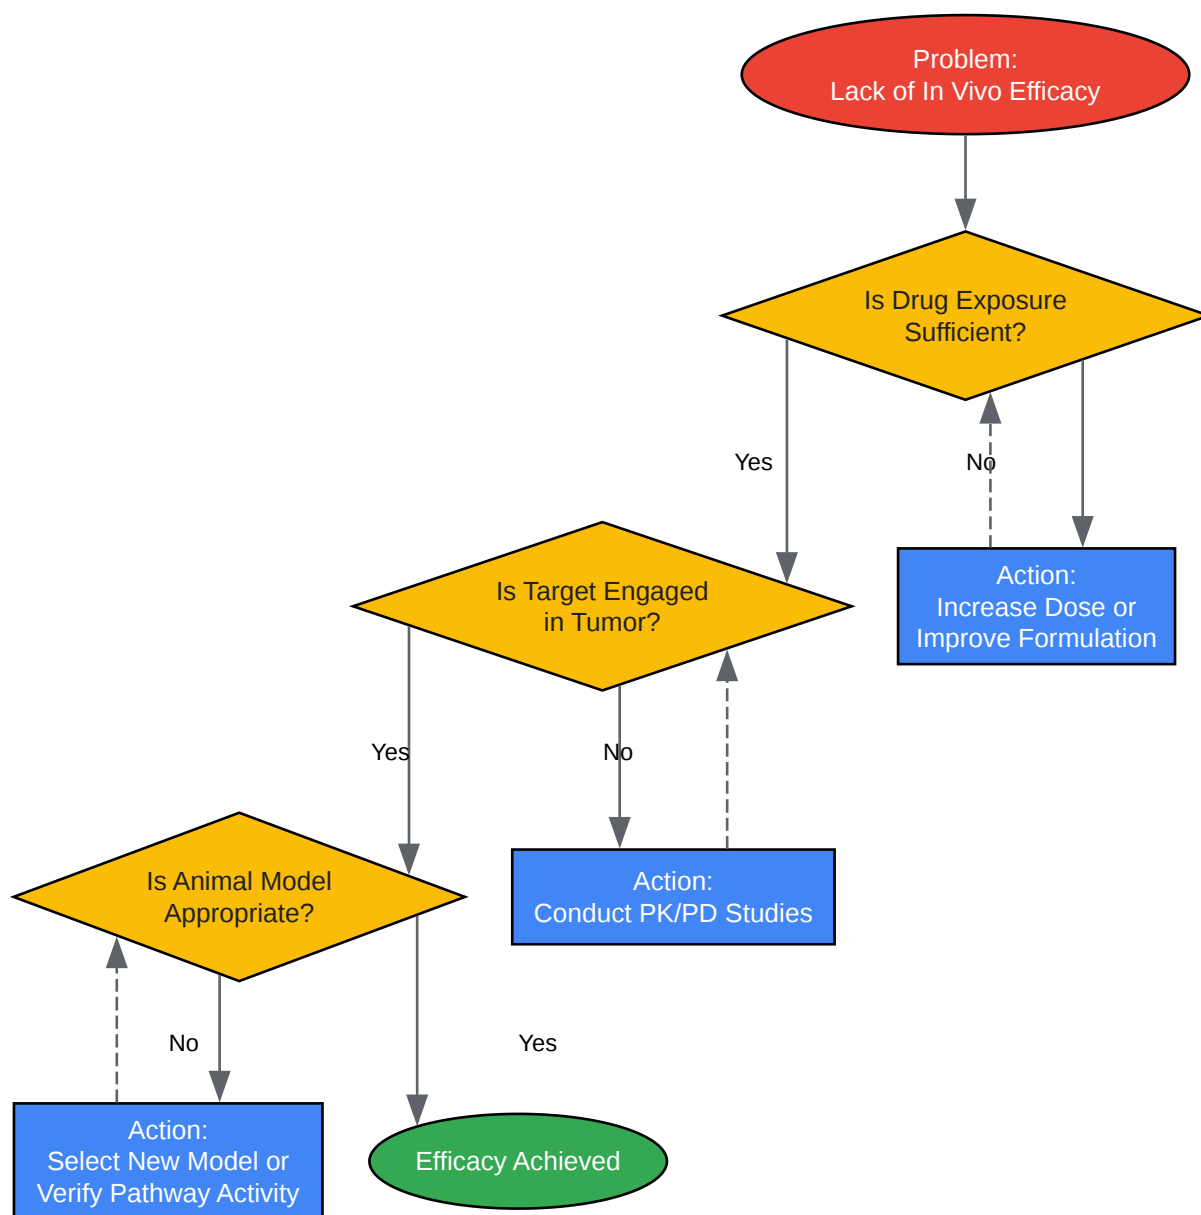 Problem:
Lack of In Vivo Efficacy
Is Drug Exposure
Sufficient?
Yes
No
Is Target Engaged
in Tumor?
Action:
Increase Dose or
Improve Formulation
Yes
No
Is Animal Model
Appropriate?
Action:
Conduct PK/PD Studies
No
Yes
Action:
Select New Model or
Verify Pathway Activity
Efficacy Achieved